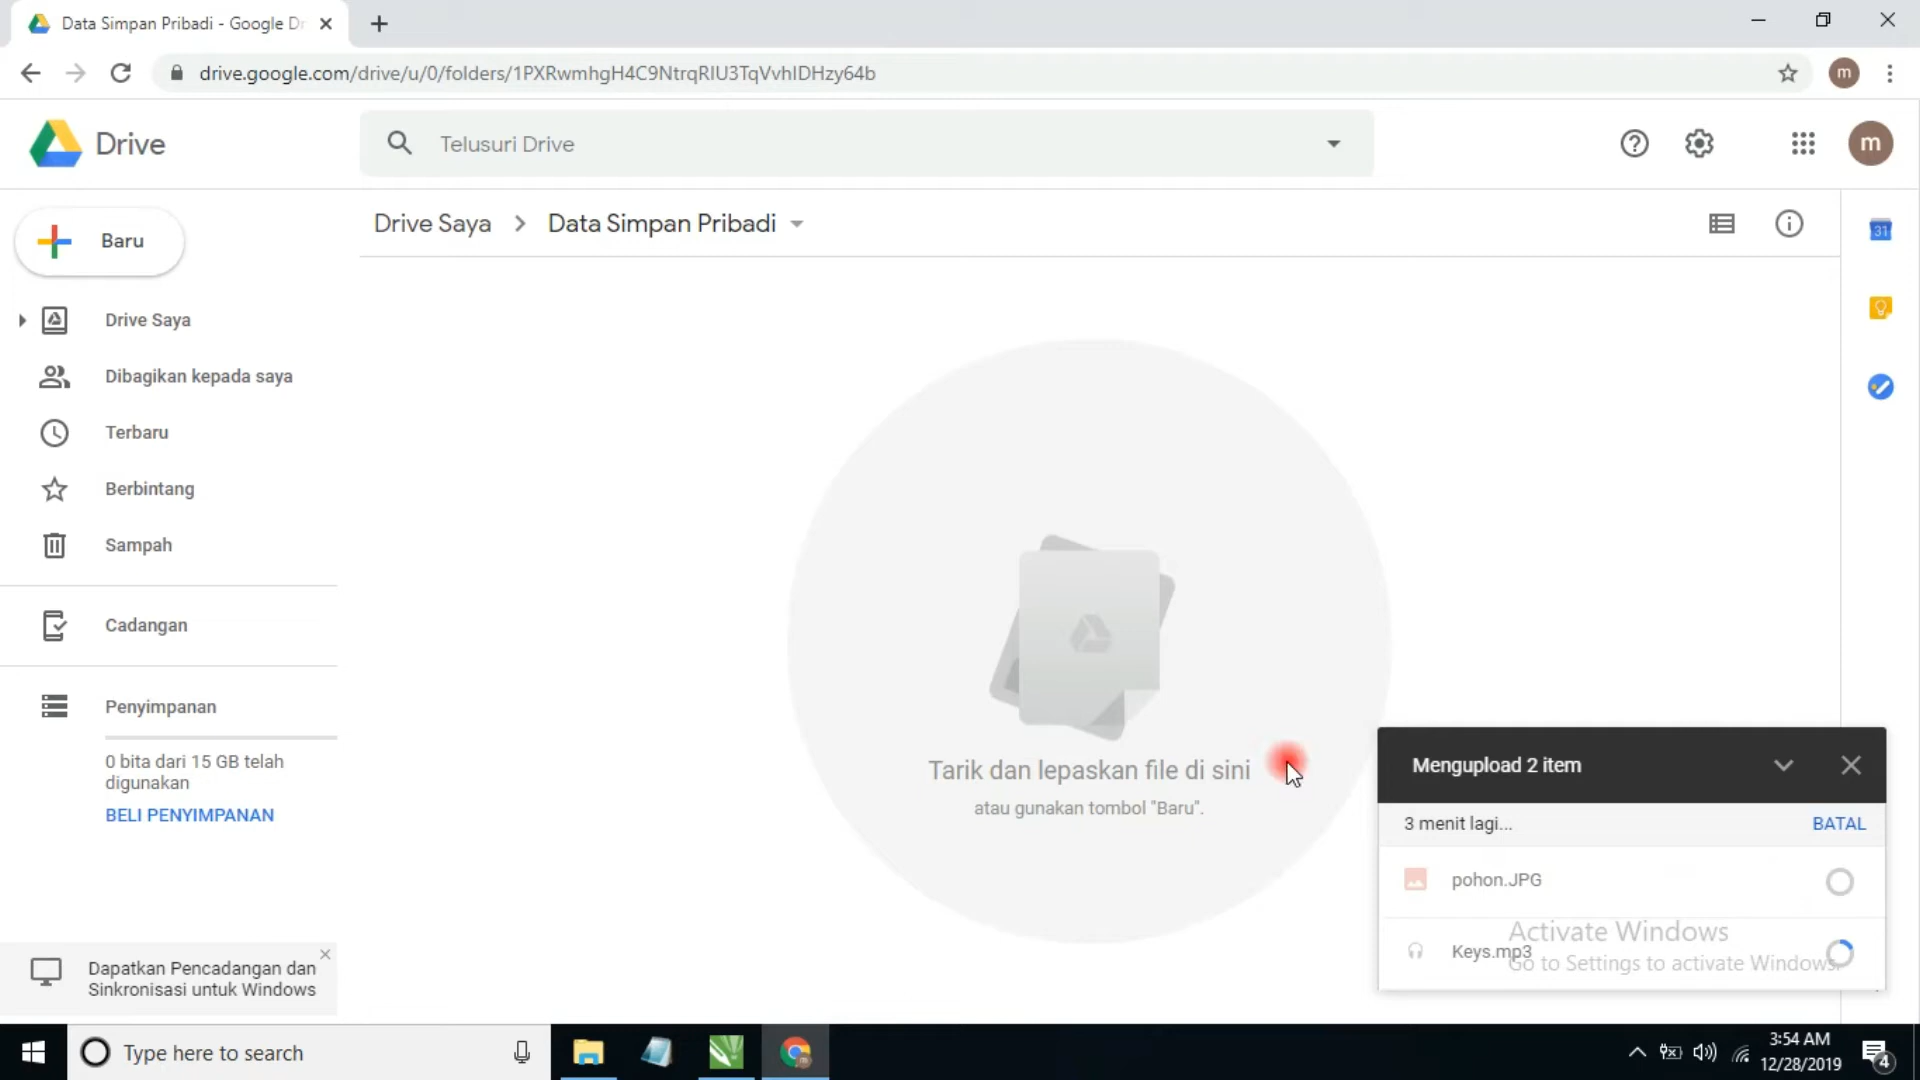 Data Simpan Pribadi - Google Dr
drive.google.com/drive/u/0/folders/1PXRwmhgH4C9NtrqRIU3TqVvhIDHzy64b
m
Drive
Telusuri Drive
m
Baru
Drive Saya
Data Simpan Pribadi
31
Drive Saya
Dibagikan kepada saya
Terbaru
Berbintang
Sampah
Cadangan
Penyimpanan
0 bita dari 15 GB telah
digunakan
BELI PENYIMPANAN
Dapatkan Pencadangan dan
Sinkronisasi untuk Windows
Tarik dan lepaskan file di sini
atau gunakan tombol "Baru".
Mengupload 2 item
3 menit lagi...
BATAL
pohon.JPG
Keys.mp3
Activate Windows
Go to Settings to activate Windows.
Type here to search
3:54 AM
12/28/2019
4